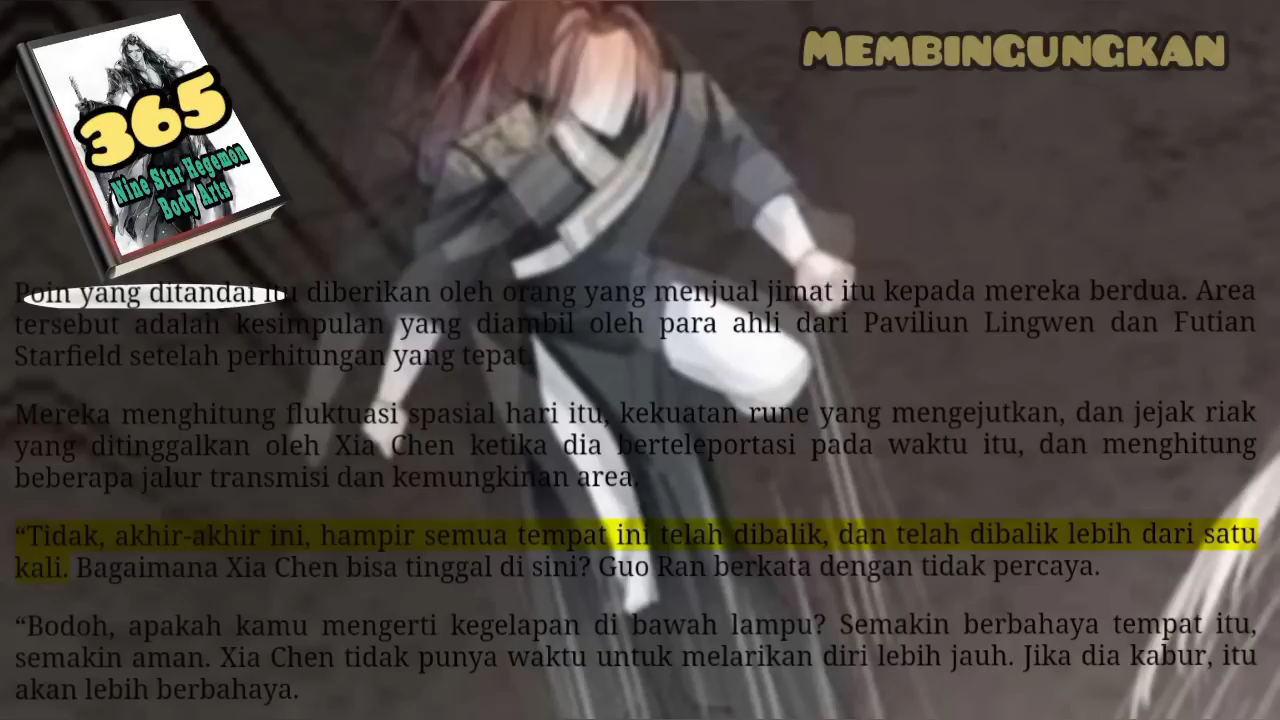 MEMBINGUNGKAN
365
Nine Star Hegemon
Body Arts
Poin yang ditandai itu diberikan oleh orang yang menjual jimat itu kepada mereka berdua. Area
tersebut adalah kesimpulan yang diambil oleh para ahli dari Paviliun Lingwen dan Futian
Starfield setelah perhitungan yang tepat.
Mereka menghitung fluktuasi spasial hari itu, kekuatan rune yang mengejutkan, dan jejak riak
yang ditinggalkan oleh Xia Chen ketika dia berteleportasi pada waktu itu, dan menghitung
beberapa jalur transmisi dan kemungkinan area.
“Tidak, akhir-akhir ini, hampir semua tempat ini telah dibalik, dan telah dibalik lebih dari satu
kali. Bagaimana Xia Chen bisa tinggal di sini? Guo Ran berkata dengan tidak percaya.
“Bodoh, apakah kamu mengerti kegelapan di bawah lampu? Semakin berbahaya tempat itu,
semakin aman. Xia Chen tidak punya waktu untuk melarikan diri lebih jauh. Jika dia kabur, itu
akan lebih berbahaya.